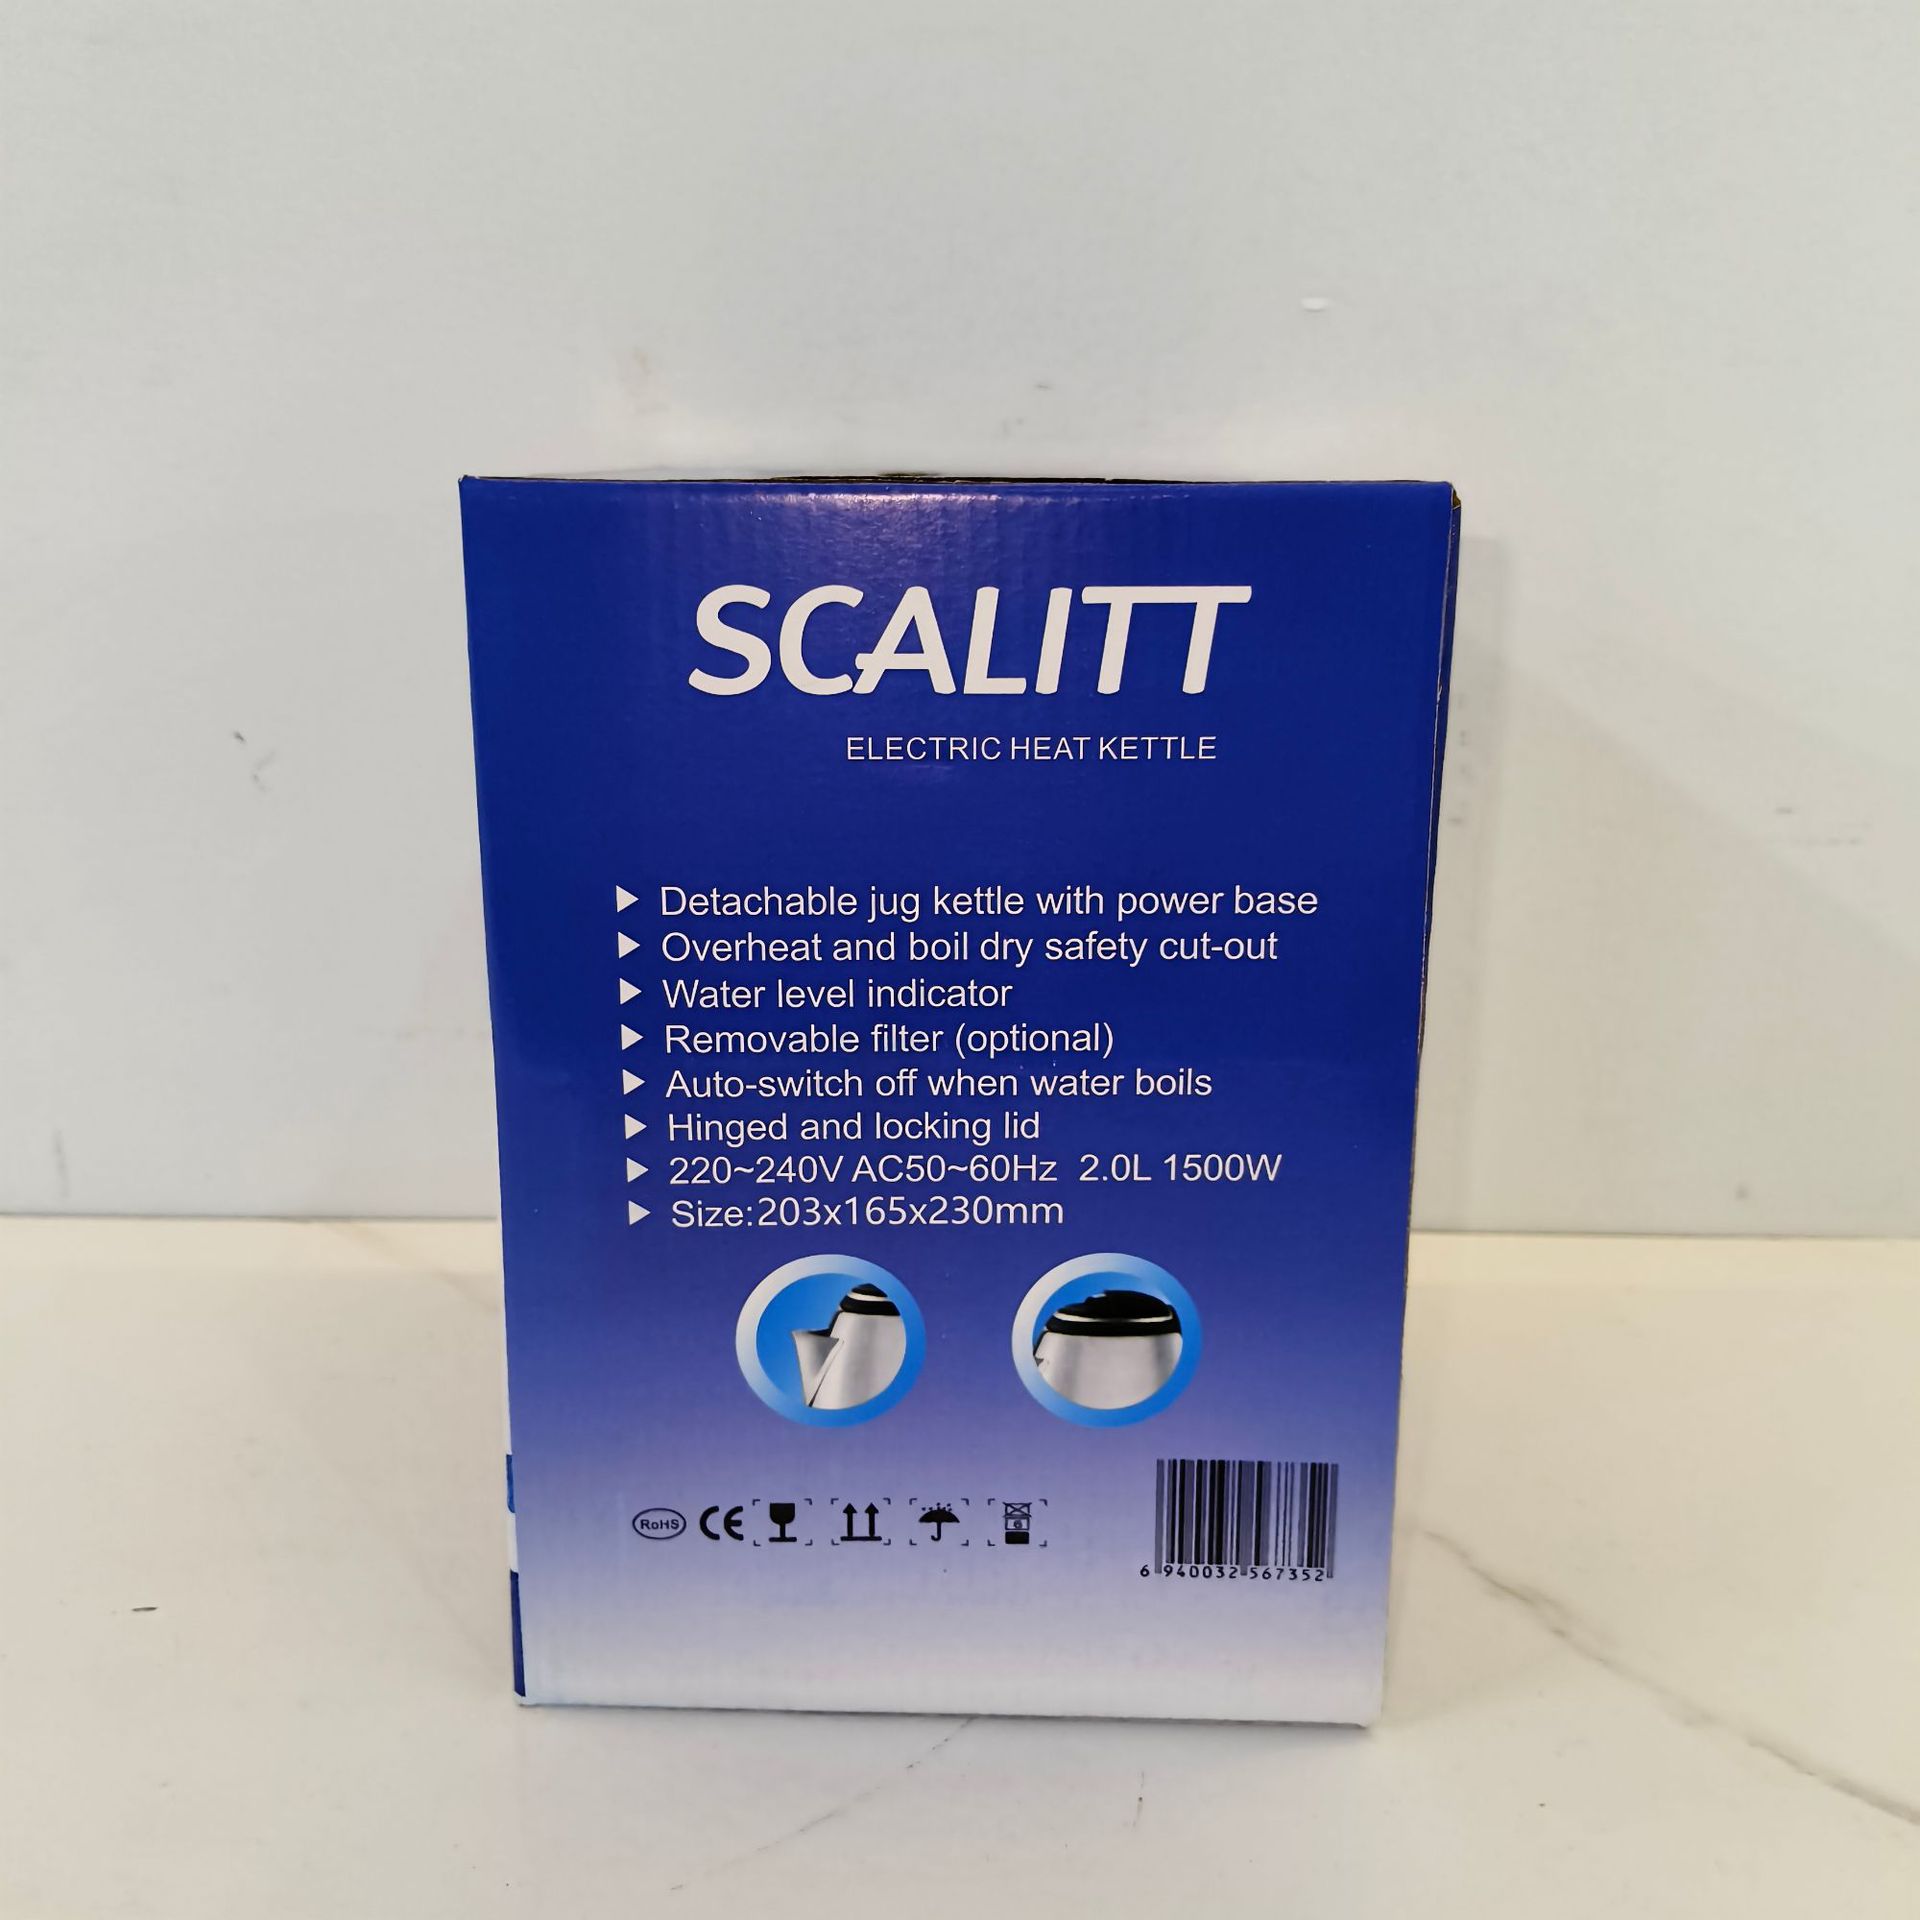 SCALITT
ELECTRIC HEAT KETTLE
Detachable jug kettle with power base
Overheat and boil dry safety cut-out
Water level indicator
Removable filter (optional)
Auto-switch off when water boils
Hinged and locking lid
220~240V AC50~60Hz 2.0L 1500W
Size:203x165x230mm
RoHS CE
6 940032 567352